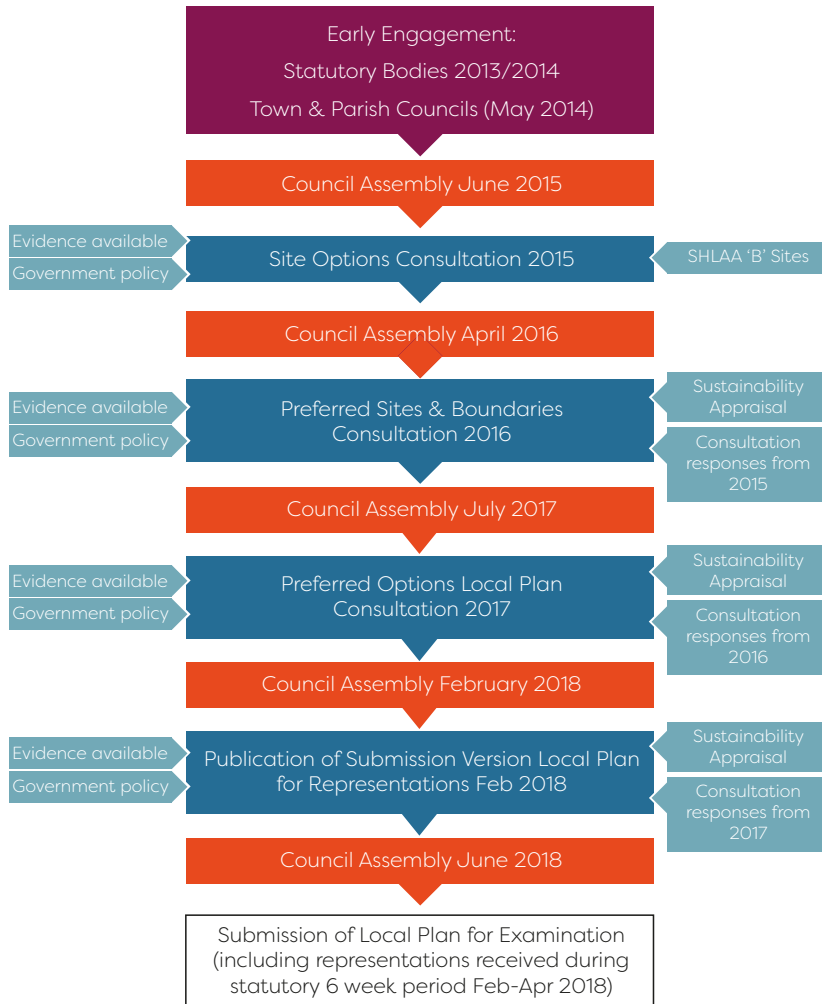 Early Engagement:
Statutory Bodies 2013/2014
Town & Parish Councils (May 2014)
Council Assembly June 2015
Evidence available
Government policy
Site Options Consultation 2015
SHLAA ‘B’ Sites
Council Assembly April 2016
Evidence available
Government policy
Preferred Sites & Boundaries
Consultation 2016
Sustainability
Appraisal
Consultation
responses from
2015
Council Assembly July 2017
Evidence available
Government policy
Preferred Options Local Plan
Consultation 2017
Sustainability
Appraisal
Consultation
responses from
2016
Council Assembly February 2018
Evidence available
Government policy
Publication of Submission Version Local Plan
for Representations Feb 2018
Sustainability
Appraisal
Consultation
responses from
2017
Council Assembly June 2018
Submission of Local Plan for Examination
(including representations received during
statutory 6 week period Feb-Apr 2018)